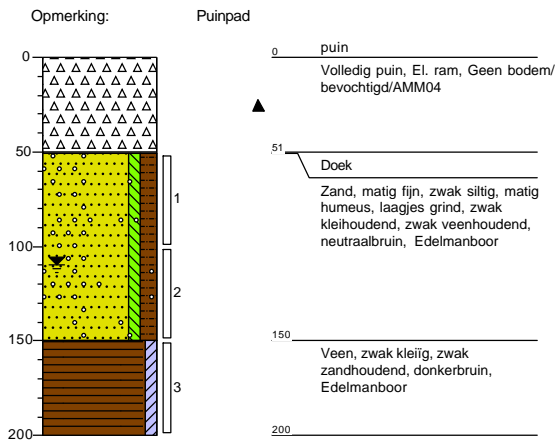 Opmerking: Puinpad
0
50
100
150
200
1
2
3
0 puin
Volledig puin, El. ram, Geen bodem/
bevochtigd/AMM04
51
Doek
Zand, matig fijn, zwak siltig, matig
humeus, laagjes grind, zwak
kleihoudend, zwak veenhoudend,
neutraalbruin, Edelmanboor
150
Veen, zwak kleiïg, zwak
zandhoudend, donkerbruin,
Edelmanboor
200